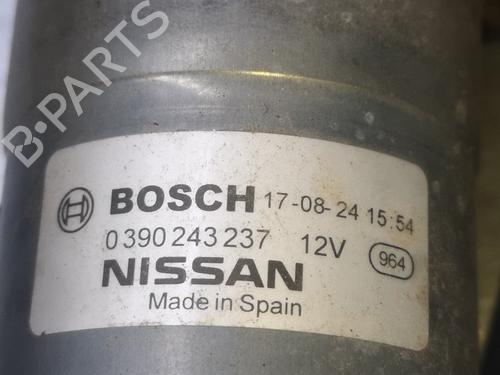 B-PARTS
BOSCH 17-08-24 15:54
0 390 243 237 12V 964
NISSAN
Made in Spain